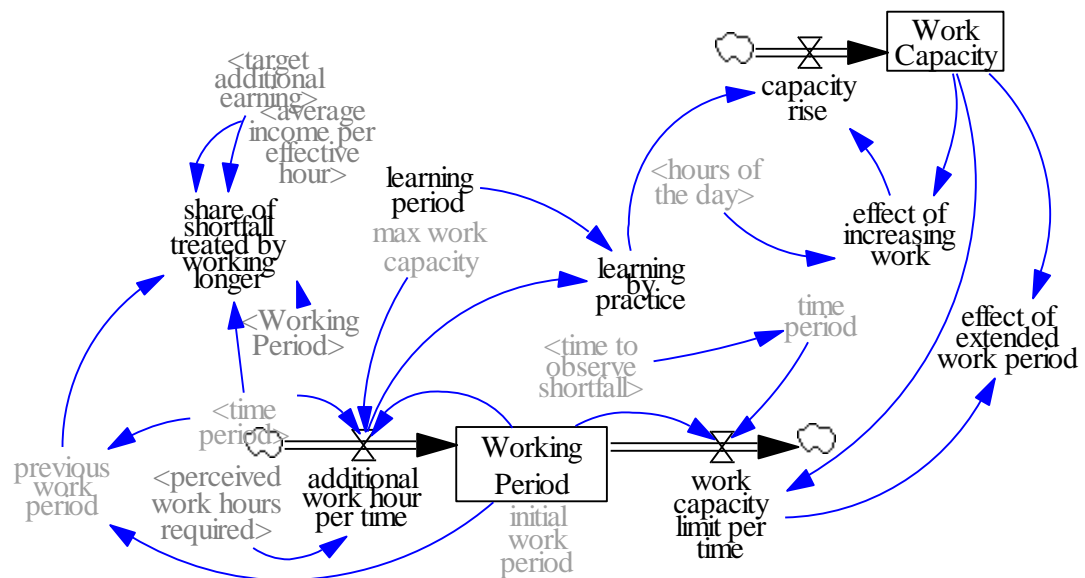 Work
Capacity
capacity
rise
<target
additional
earning>
<average
income per
effective
hour>
share of
shortfall
treated by
working
longer
learning
period
max work
capacity
<hours of
the day>
effect of
increasing
work
learning
by
practice
<Working
Period>
time
period
<time to
observe
shortfall>
effect of
extended
work period
<time
period>
previous
work
period
<perceived
work hours
required>
additional
work hour
per time
Working
Period
initial
work
period
work
capacity
limit per
time